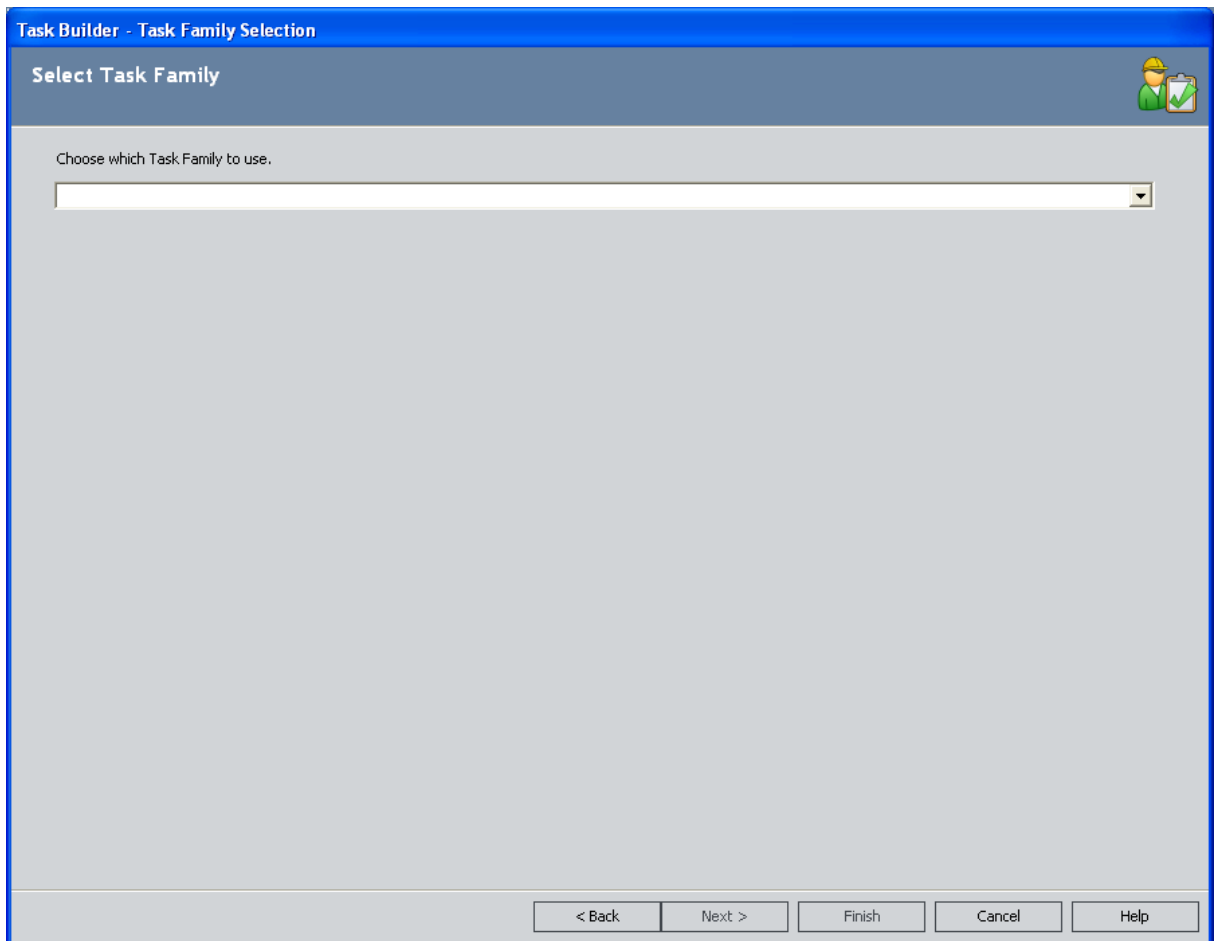 Task Builder - Task Family Selection
Select Task Family
Choose which Task Family to use.
< Back Next > Finish Cancel Help